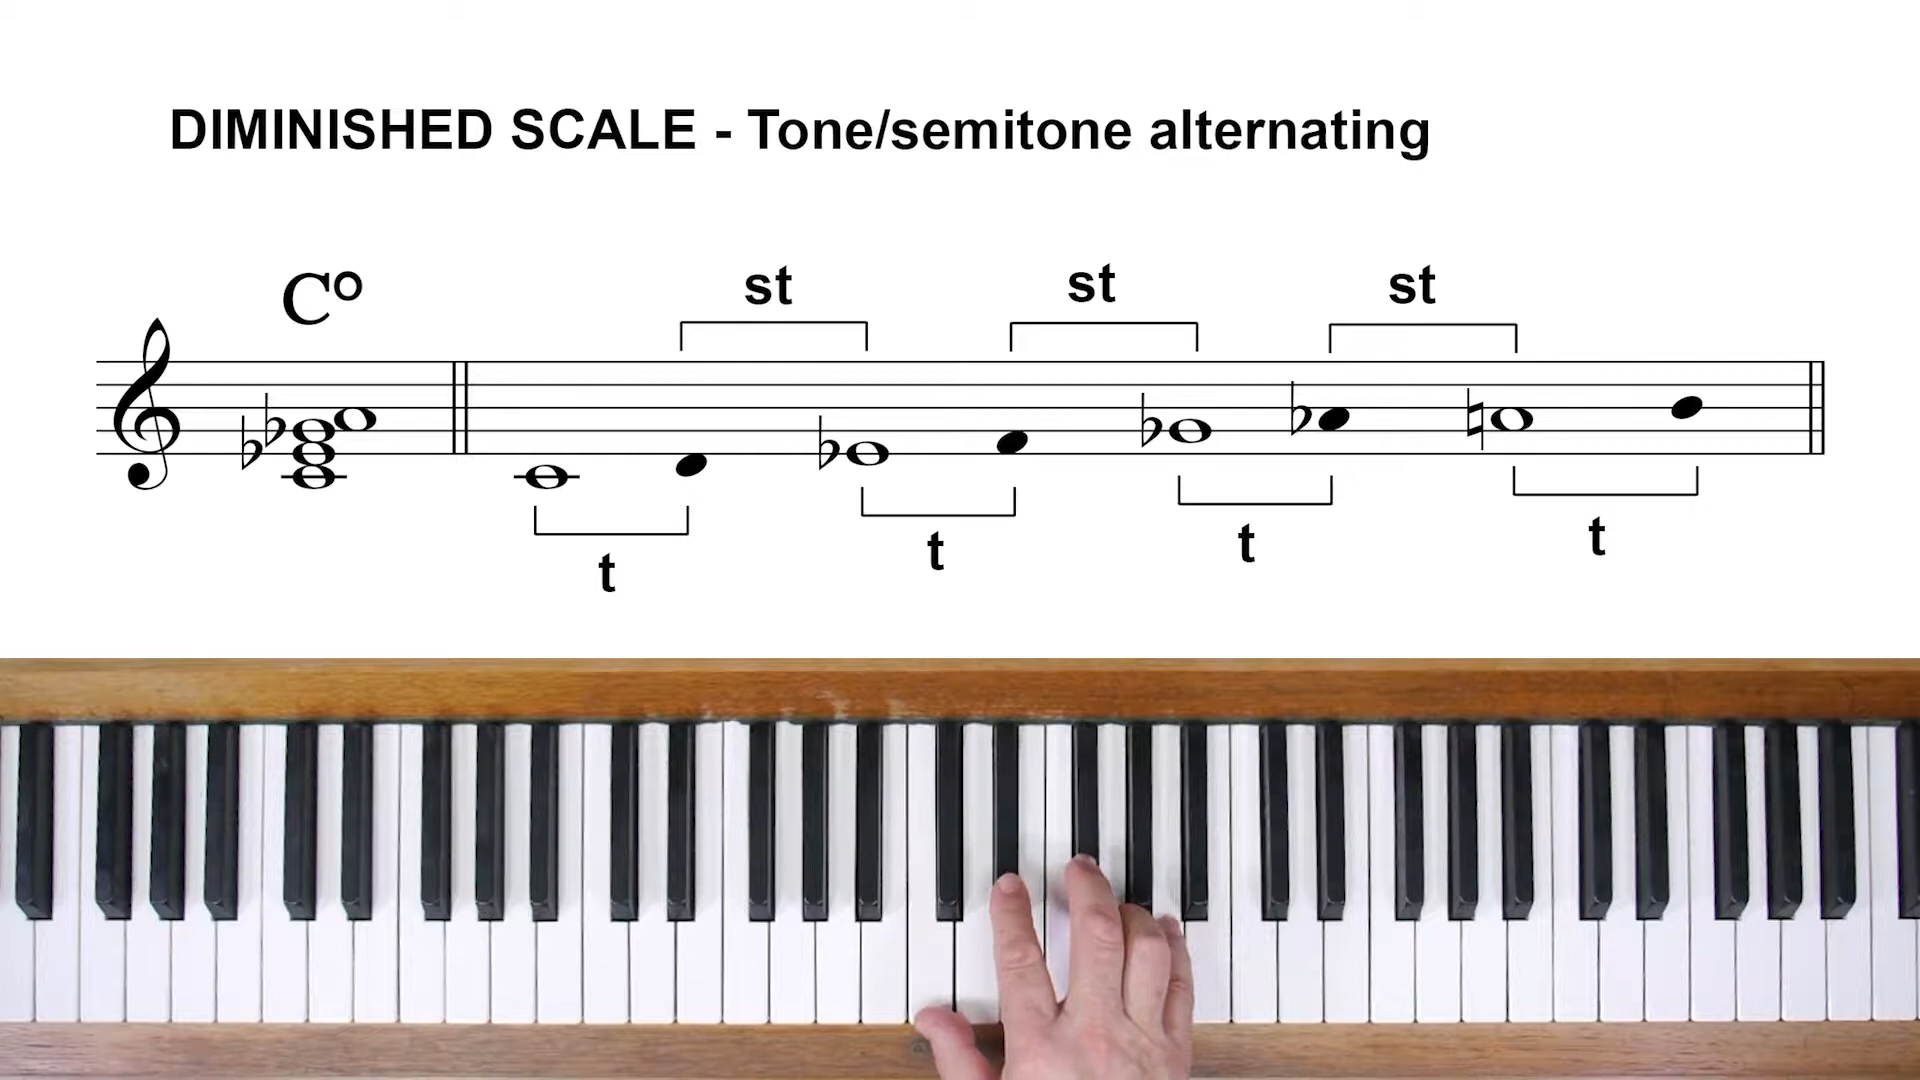 DIMINISHED SCALE - Tone/semitone alternating
C°
st st st
t t t t